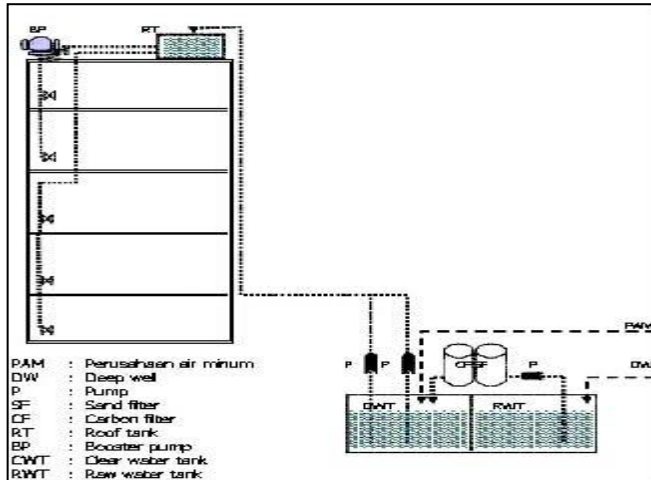 BP
RT
PAM
DW
P
P
CF
SF
P
CWT
RWT
PAM : Perusahaan air minum
DW : Deep well
P : Pump
SF : Sand filter
CF : Carbon filter
RT : Roof tank
BP : Booster pump
CWT : Clear water tank
RWT : Raw water tank